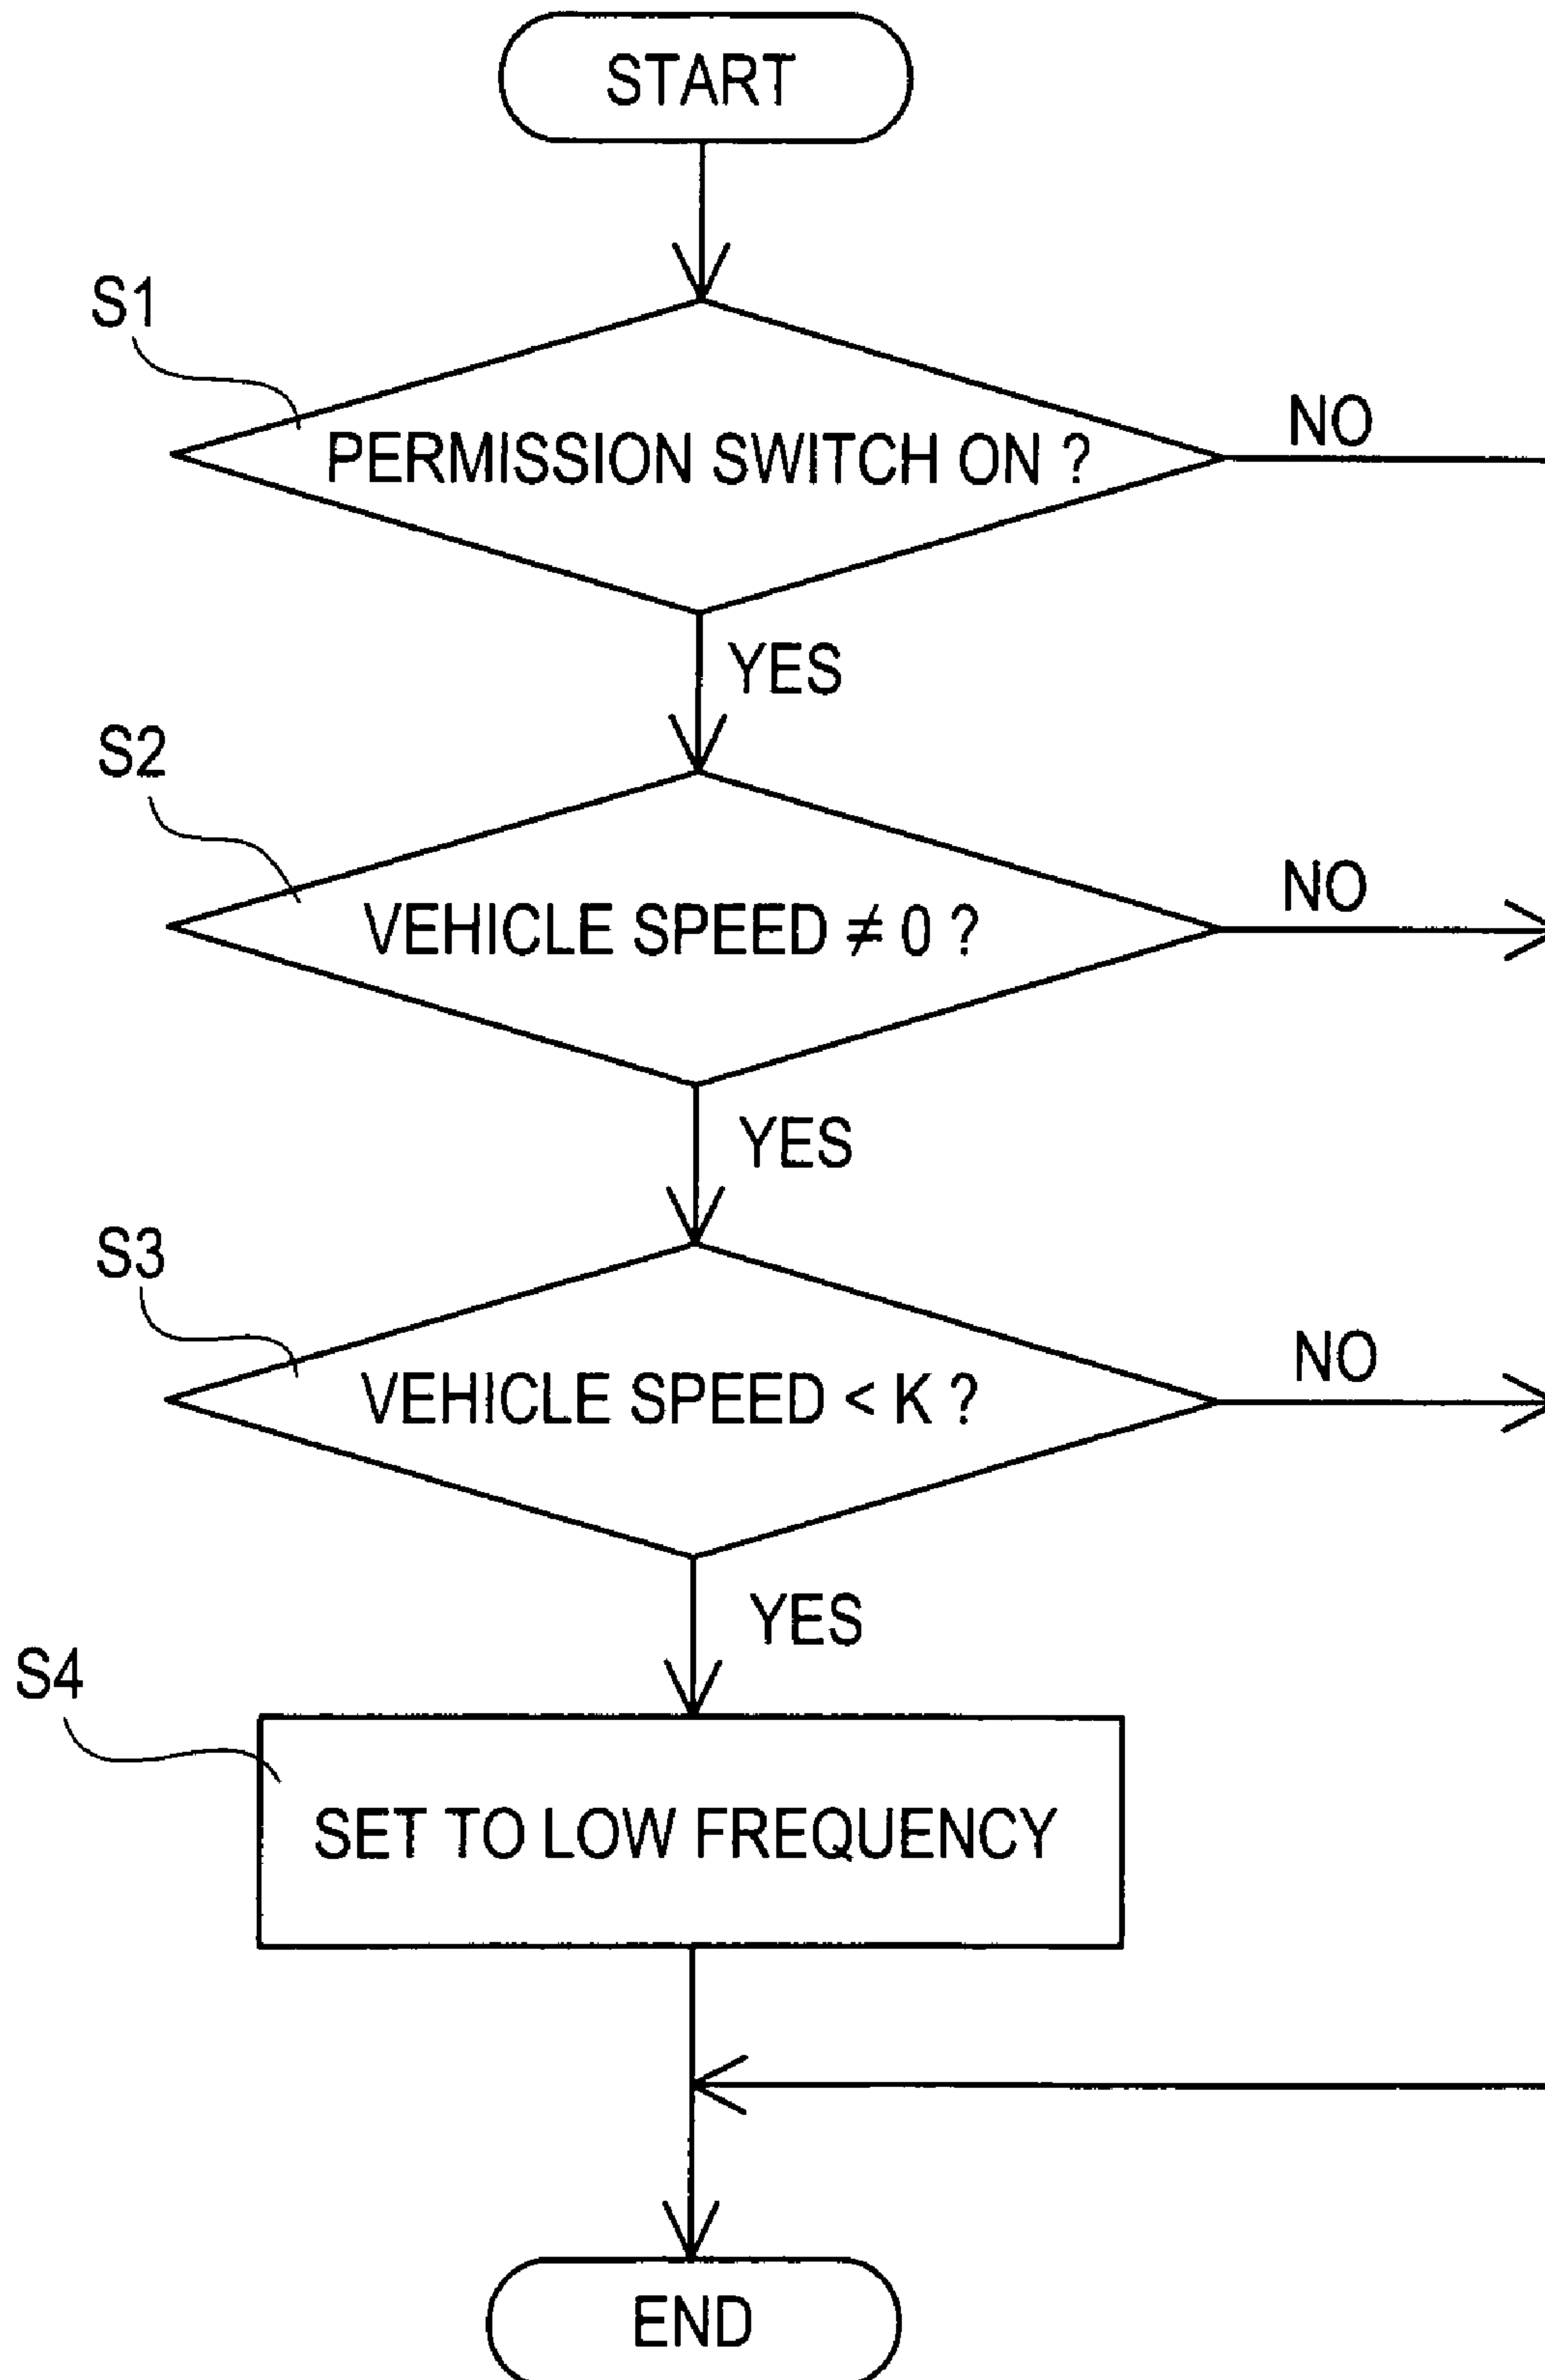 START
S1
PERMISSION SWITCH ON ?
NO
YES
S2
VEHICLE SPEED ≠ 0 ?
NO
YES
S3
VEHICLE SPEED < K ?
NO
YES
S4
SET TO LOW FREQUENCY
END